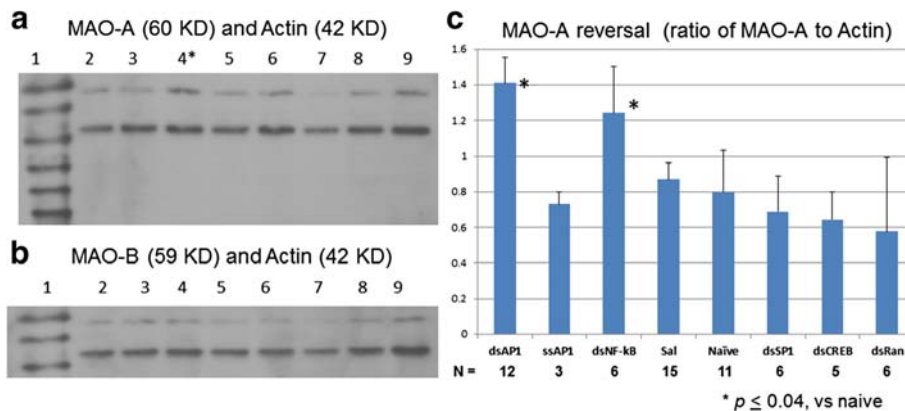 a
MAO-A (60 KD) and Actin (42 KD)
1 2 3 4* 5 6 7 8 9
b
MAO-B (59 KD) and Actin (42 KD)
1 2 3 4 5 6 7 8 9
c
MAO-A reversal (ratio of MAO-A to Actin)
1.6
1.4
1.2
1
0.8
0.6
0.4
0.2
0
*
*
dsAP1 ssAP1 dsNF-kB Sal Naïve dsSP1 dsCREB dsRan
N = 12 3 6 15 11 6 5 6
* p ≤ 0.04, vs naive